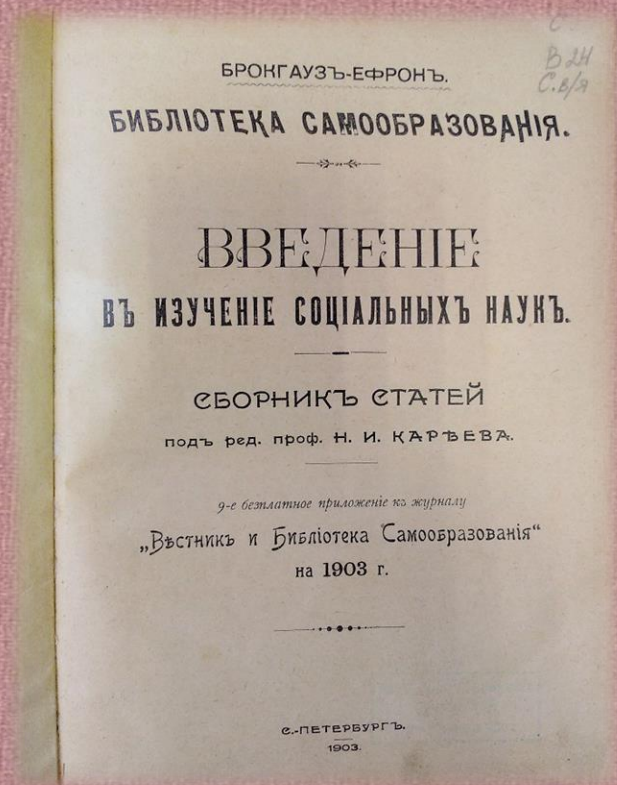 В 24
С.в/я
БРОКГАУЗЪ-ЕФРОНЪ.
БИБЛІОТЕКА САМООБРАЗОВАНІЯ.
ВВЕДЕНІЕ
ВЪ ИЗУЧЕНІЕ СОЦІАЛЬНЫХЪ НАУКЪ.
СБОРНИКЪ СТАТЕЙ
подъ ред. проф. Н. И. КАРѢЕВА.
9-е безплатное приложеніе къ журналу
„Вѣстникъ и Библіотека Самообразованія“
на 1903 г.
С.-ПЕТЕРБУРГЪ.
1903.